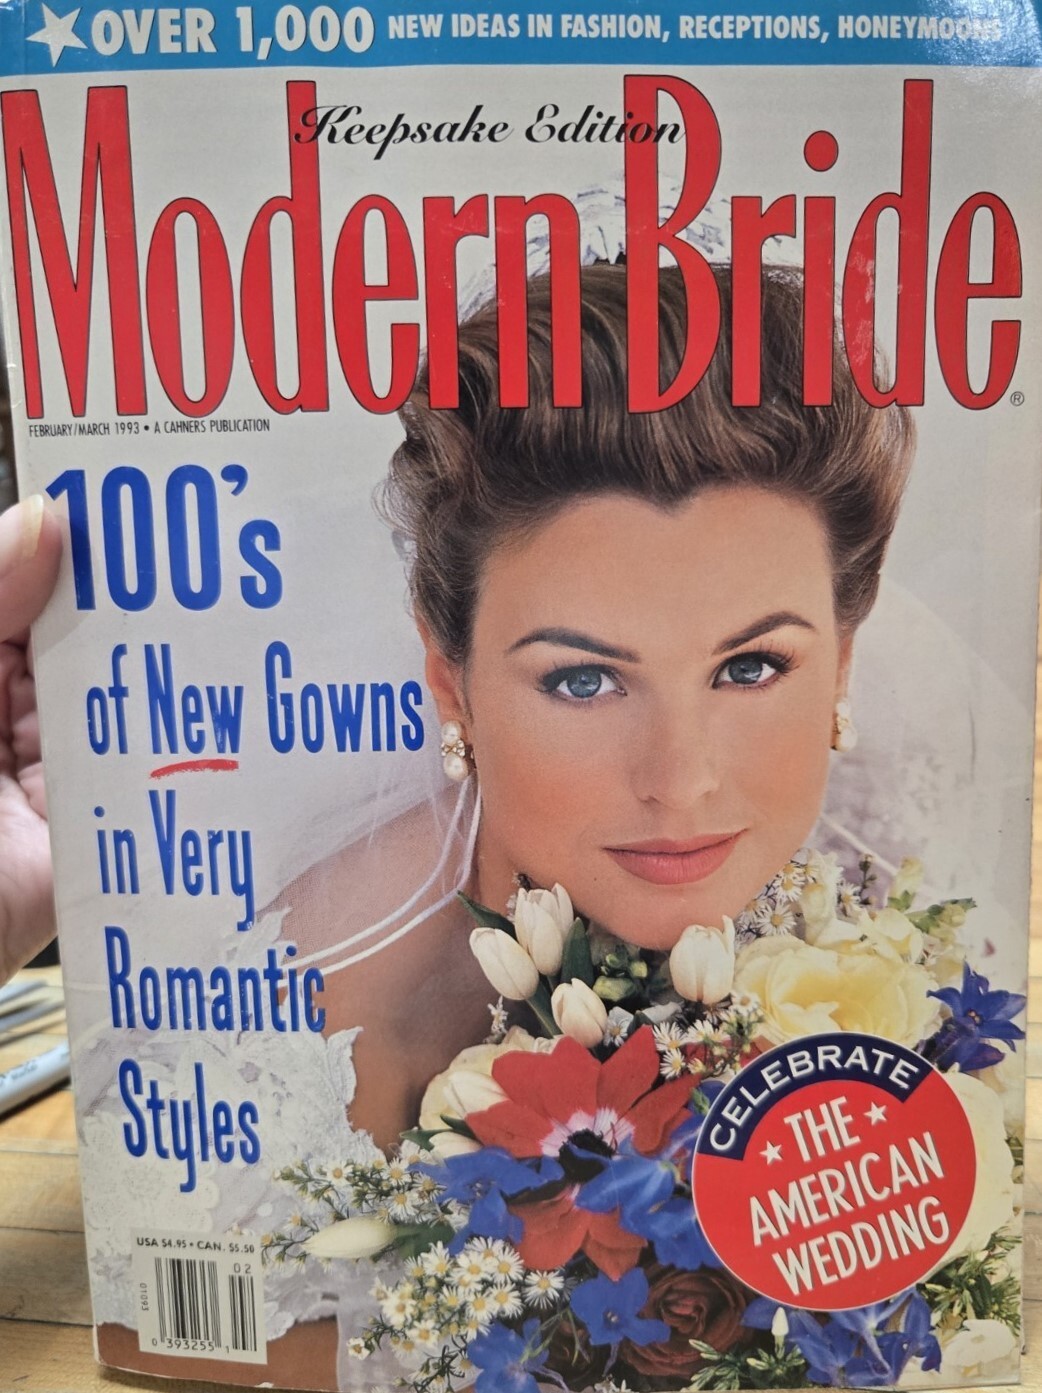 OVER 1,000 NEW IDEAS IN FASHION, RECEPTIONS, HONEYMOONS
Modern Bride®
Keepsake Edition
FEBRUARY/MARCH 1993 • A CAHNERS PUBLICATION
100's
of New Gowns
in Very
Romantic
Styles
CELEBRATE
THE
AMERICAN
WEDDING
USA $4.95 • CAN. $5.50
02
01093
0 393255 1